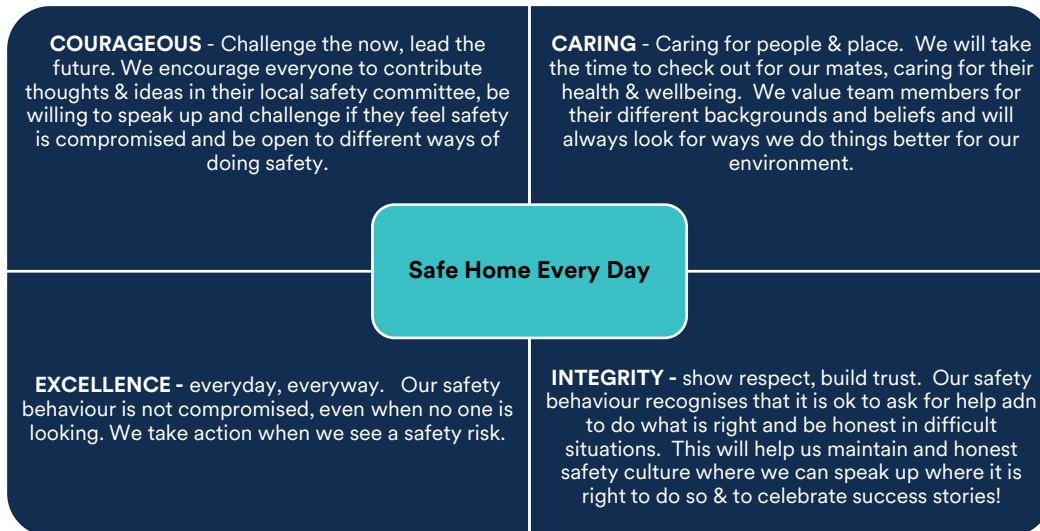 COURAGEOUS - Challenge the now, lead the
future. We encourage everyone to contribute
thoughts & ideas in their local safety committee, be
willing to speak up and challenge if they feel safety
is compromised and be open to different ways of
doing safety.
CARING - Caring for people & place. We will take
the time to check out for our mates, caring for their
health & wellbeing. We value team members for
their different backgrounds and beliefs and will
always look for ways we do things better for our
environment.
Safe Home Every Day
EXCELLENCE - everyday, everyway. Our safety
behaviour is not compromised, even when no one is
looking. We take action when we see a safety risk.
INTEGRITY - show respect, build trust. Our safety
behaviour recognises that it is ok to ask for help adn
to do what is right and be honest in difficult
situations. This will help us maintain and honest
safety culture where we can speak up where it is
right to do so & to celebrate success stories!